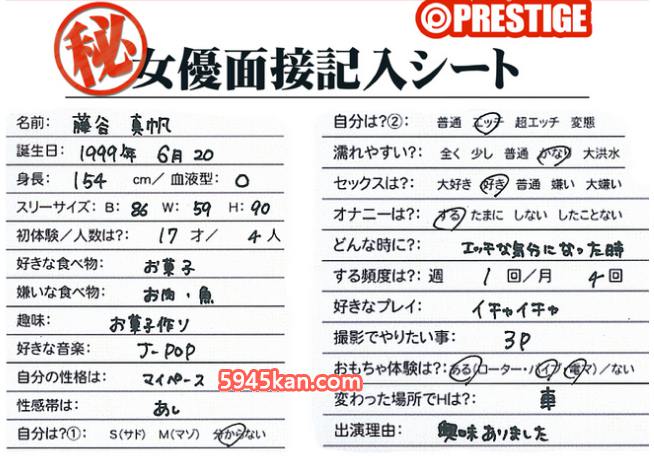 PRESTIGE
㊙女優面接記入シート
名前: 藤谷 真帆
誕生日: 1999年 6月 20
身長: 154 cm/血液型: O
スリーサイズ: B: 86 W: 59 H: 90
初体験/人数は?: 17 才/ 4 人
好きな食べ物: お菓子
嫌いな食べ物: お肉・魚
趣味: お菓子作り
好きな音楽: J-POP
自分の性格は: マイペース
性感帯は: あし
自分は?①: S(サド) M(マゾ) 分からない
自分は?②: 普通 エッチ 超エッチ 変態
濡れやすい?: 全く 少し 普通 かなり 大洪水
セックスは?: 大好き 好き 普通 嫌い 大嫌い
オナニーは?: する たまに しない したことない
どんな時に?: エッチな気分になった時
する頻度は?: 週 1 回/月 4 回
好きなプレイ: イチャイチャ
撮影でやりたい事: 3P
おもちゃ体験は?: ある(ローター・バイブ・電マ)/ない
変わった場所でHは?: 車
出演理由: 興味ありました
5945kan.com